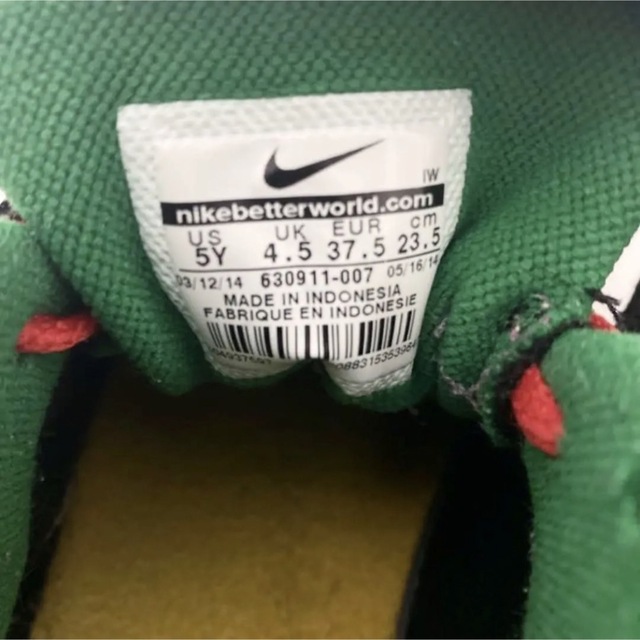 IW
nikebetterworld.com
US UK EUR cm
5Y 4.5 37.5 23.5
03/12/14 630911-007 05/16/14
MADE IN INDONESIA
FABRIQUE EN INDONESIE